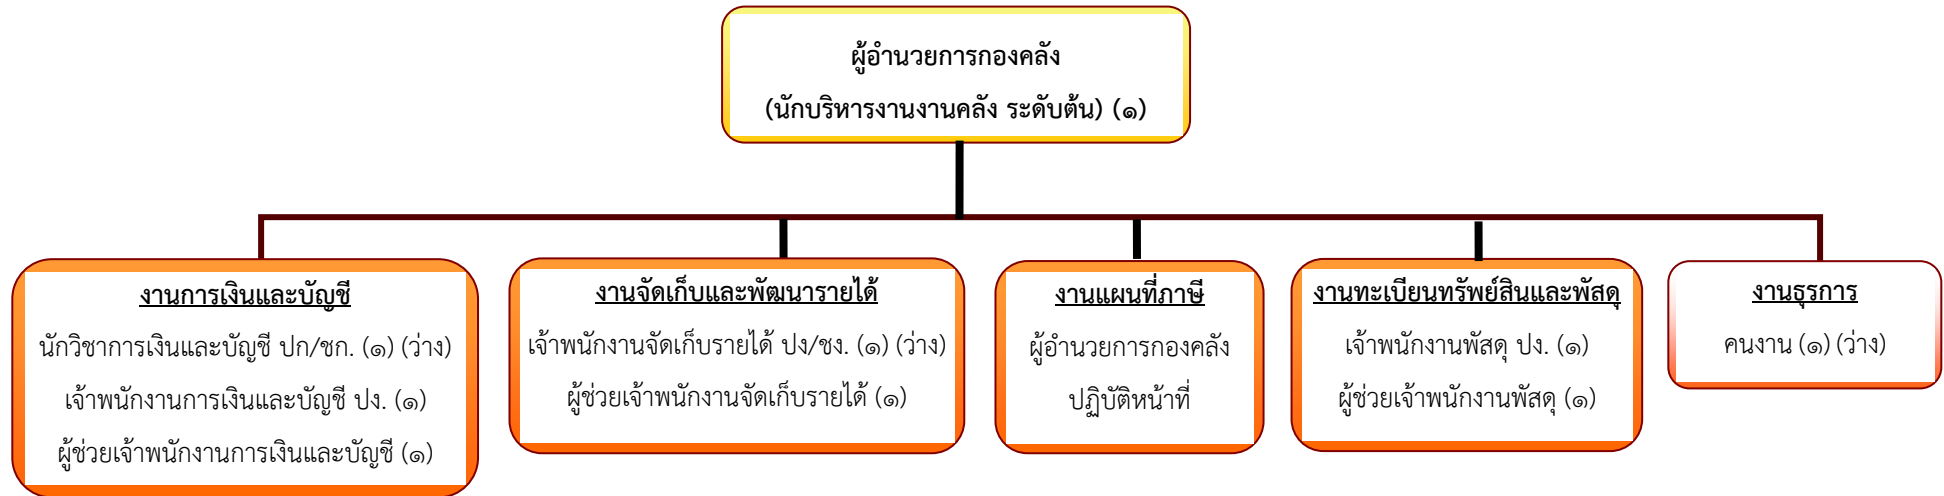 ผู้อำนวยการกองคลัง
(นักบริหารงานงานคลัง ระดับต้น) (๑)
งานการเงินและบัญชี
นักวิชาการเงินและบัญชี ปก/ชก. (๑) (ว่าง)
เจ้าพนักงานการเงินและบัญชี ปง. (๑)
ผู้ช่วยเจ้าพนักงานการเงินและบัญชี (๑)
งานจัดเก็บและพัฒนารายได้
เจ้าพนักงานจัดเก็บรายได้ ปง/ชง. (๑) (ว่าง)
ผู้ช่วยเจ้าพนักงานจัดเก็บรายได้ (๑)
งานแผนที่ภาษี
ผู้อำนวยการกองคลัง
ปฏิบัติหน้าที่
งานทะเบียนทรัพย์สินและพัสดุ
เจ้าพนักงานพัสดุ ปง. (๑)
ผู้ช่วยเจ้าพนักงานพัสดุ (๑)
งานธุรการ
คนงาน (๑) (ว่าง)